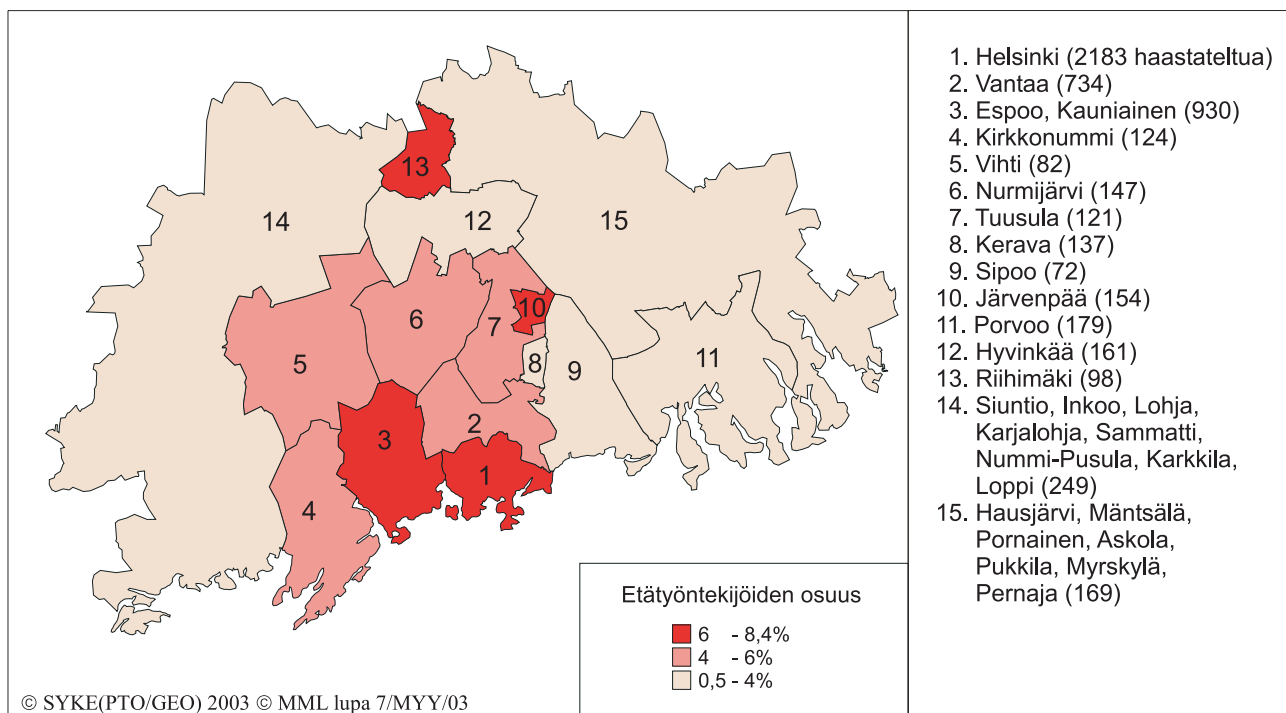 13
14
12
15
10
6
7
5
8
9
11
3
2
1
4
Etätyöntekijöiden osuus
6 - 8,4%
4 - 6%
0,5 - 4%
© SYKE(PTO/GEO) 2003 © MML lupa 7/MYY/03
1. Helsinki (2183 haastateltua)
2. Vantaa (734)
3. Espoo, Kauniainen (930)
4. Kirkkonummi (124)
5. Vihti (82)
6. Nurmijärvi (147)
7. Tuusula (121)
8. Kerava (137)
9. Sipoo (72)
10. Järvenpää (154)
11. Porvoo (179)
12. Hyvinkää (161)
13. Riihimäki (98)
14. Siuntio, Inkoo, Lohja,
Karjalohja, Sammatti,
Nummi-Pusula, Karkkila,
Loppi (249)
15. Hausjärvi, Mäntsälä,
Pornainen, Askola,
Pukkila, Myrskylä,
Pernaja (169)